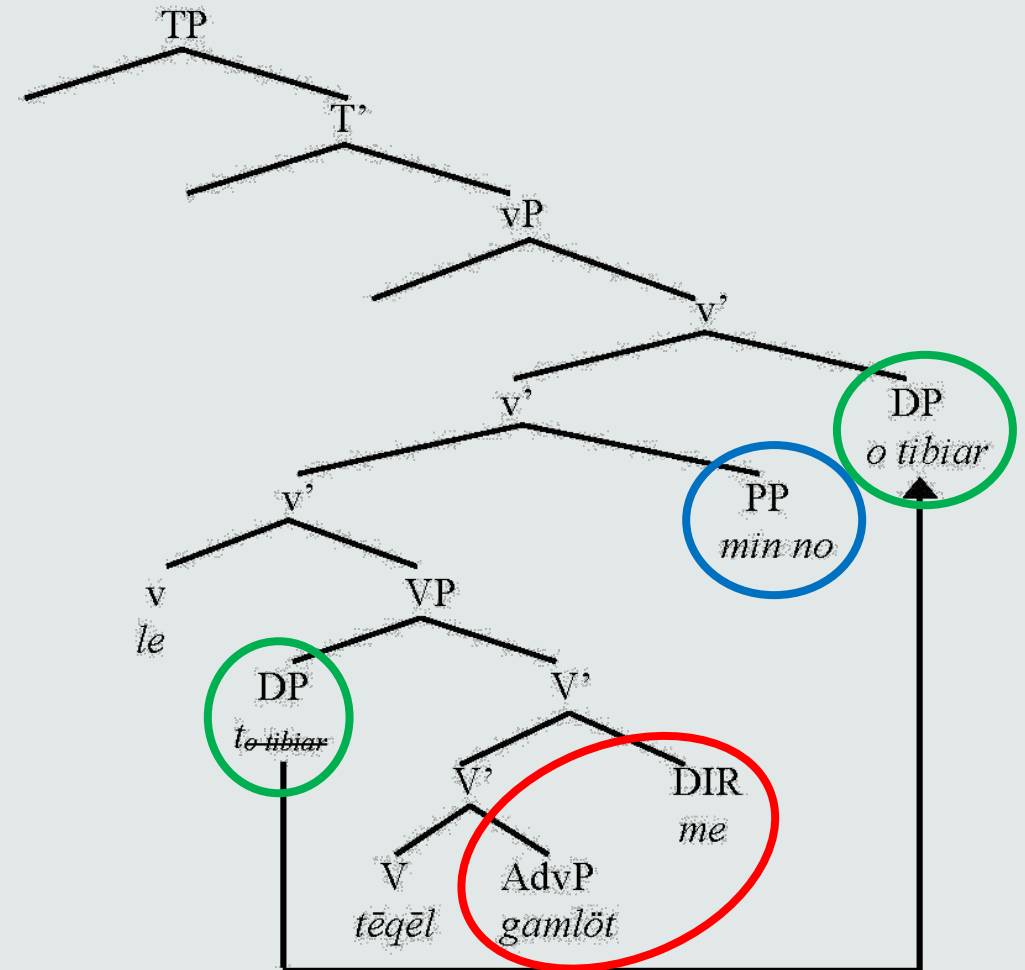 TP
T’
vP
v’
v’
DP
o tibiar
v’
PP
min no
v
le
VP
DP
to tibiar
V’
V’
DIR
me
V
tēqēl
AdvP
gamlöt